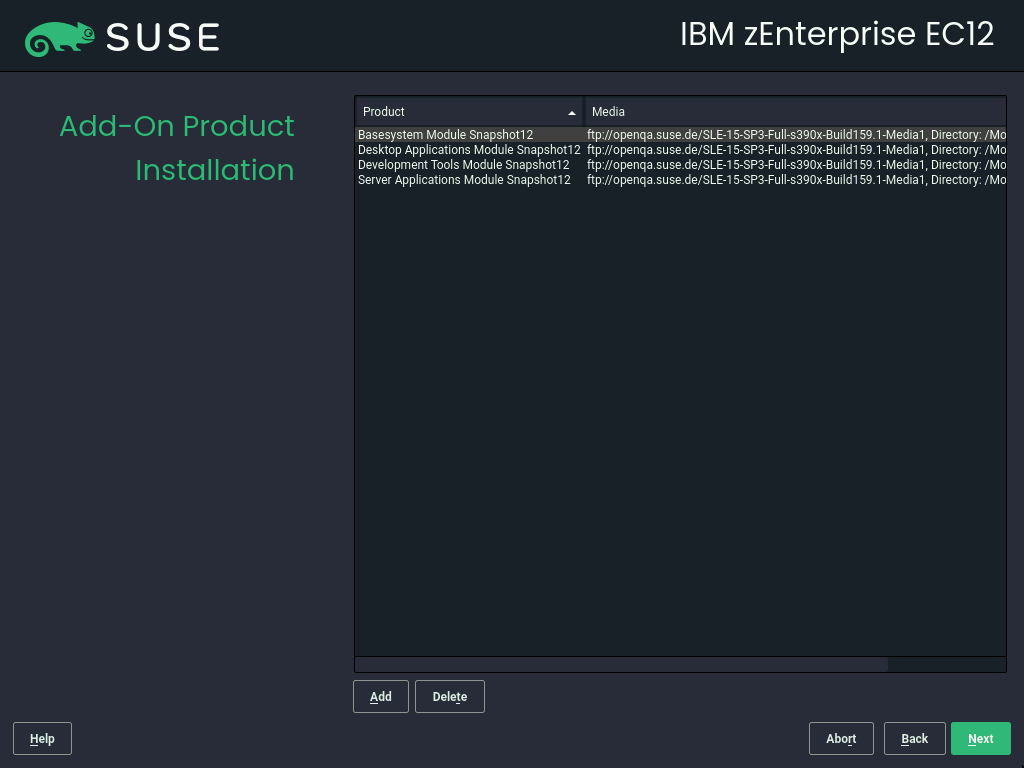 SUSE
IBM zEnterprise EC12
Add-On Product
Installation
Product Media
Basesystem Module Snapshot12 ftp://openqa.suse.de/SLE-15-SP3-Full-s390x-Build159.1-Media1, Directory: /Mo
Desktop Applications Module Snapshot12 ftp://openqa.suse.de/SLE-15-SP3-Full-s390x-Build159.1-Media1, Directory: /Mo
Development Tools Module Snapshot12 ftp://openqa.suse.de/SLE-15-SP3-Full-s390x-Build159.1-Media1, Directory: /Mo
Server Applications Module Snapshot12 ftp://openqa.suse.de/SLE-15-SP3-Full-s390x-Build159.1-Media1, Directory: /Mo
Add Delete
Help Abort Back Next